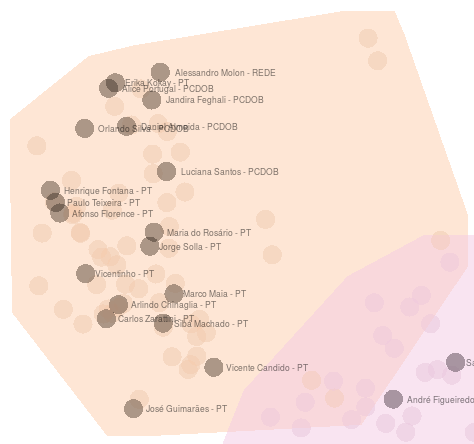 Alessandro Molon - REDE
Erika Kokay - PT
Alice Portugal - PCDOB
Jandira Feghali - PCDOB
Orlando Silva - PCDOB
Daniel Almeida - PCDOB
Luciana Santos - PCDOB
Henrique Fontana - PT
Paulo Teixeira - PT
Afonso Florence - PT
Maria do Rosário - PT
Jorge Solla - PT
Vicentinho - PT
Marco Maia - PT
Arlindo Chinaglia - PT
Carlos Zarattini - PT
Siba Machado - PT
Sa
Vicente Candido - PT
André Figueiredo
José Guimarães - PT